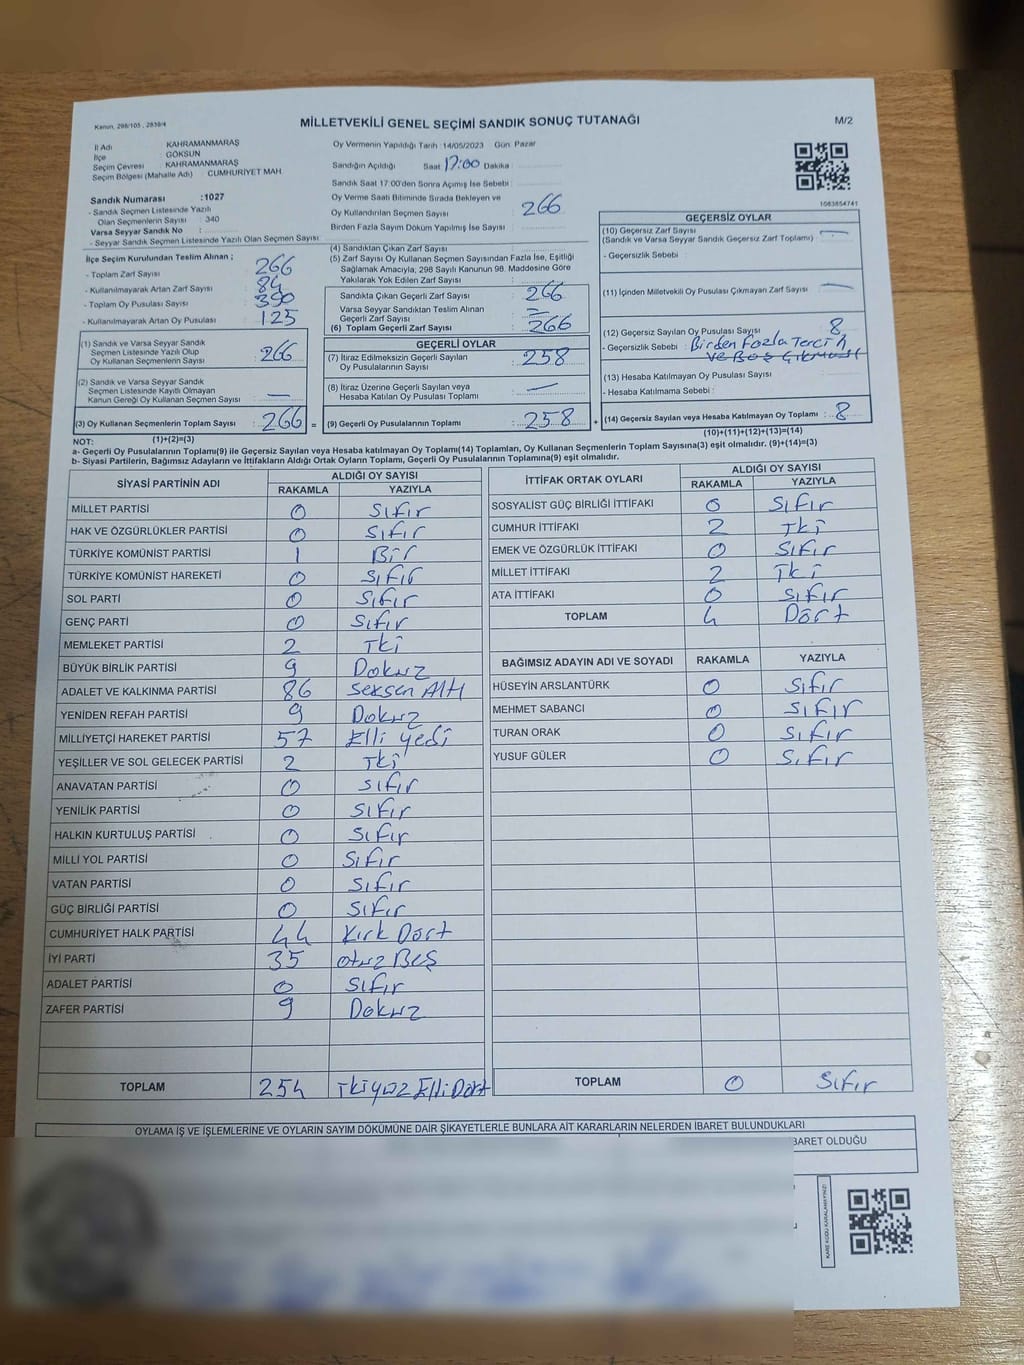 Kanun, 298/105 , 2839/4
MİLLETVEKİLİ GENEL SEÇİMİ SANDIK SONUÇ TUTANAĞI
M/2
İl Adı KAHRAMANMARAŞ
İlçe GÖKSUN
Seçim Çevresi KAHRAMANMARAŞ
Seçim Bölgesi (Mahalle Adı) : CUMHURİYET MAH
Sandık Numarası :1027
- Sandık Seçmen Listesinde Yazılı
Olan Seçmenlerin Sayısı : 340
Varsa Seyyar Sandık No :
- Seyyar Sandık Seçmen Listesinde Yazılı Olan Seçmen Sayısı :
Oy Vermenin Yapıldığı Tarih : 14/05/2023 Gün Pazar
Sandığın Açıldığı Saat 17:00 Dakika :
Sandık Saat 17:00'den Sonra Açımış İse Sebebi :
Oy Verme Saati Bitiminde Sırada Bekleyen ve
Oy Kullandırılan Seçmen Sayısı : 266
Birden Fazla Sayım Döküm Yapılmış İse Sayısı :
1083854741
İlçe Seçim Kurulundan Teslim Alınan ;
- Toplam Zarf Sayısı : 266
- Kullanılmayarak Artan Zarf Sayısı : 84
- Toplam Oy Pusulası Sayısı : 390
- Kullanılmayarak Artan Oy Pusulası : 125
(1) Sandık ve Varsa Seyyar Sandık
Seçmen Listesinde Yazılı Olup
Oy Kullanan Seçmenlerin Sayısı : 266
(2) Sandık ve Varsa Seyyar Sandık
Seçmen Listesinde Kayıtlı Olmayan
Kanun Gereği Oy Kullanan Seçmen Sayısı : —
(3) Oy Kullanan Seçmenlerin Toplam Sayısı : 266 =
(1)+(2)=(3)
(4) Sandıktan Çıkan Zarf Sayısı :
(5) Zarf Sayısı Oy Kullanan Seçmen Sayısından Fazla İse, Eşitliği
Sağlamak Amacıyla, 298 Sayılı Kanunun 98. Maddesine Göre
Yakılarak Yok Edilen Zarf Sayısı :
Sandıkta Çıkan Geçerli Zarf Sayısı : 266
Varsa Seyyar Sandıktan Teslim Alınan
Geçerli Zarf Sayısı : —
(6) Toplam Geçerli Zarf Sayısı : 266
GEÇERLİ OYLAR
(7) İtiraz Edilmeksizin Geçerli Sayılan
Oy Pusulalarının Sayısı : 258
(8) İtiraz Üzerine Geçerli Sayılan veya
Hesaba Katılan Oy Pusulası Toplamı : —
(9) Geçerli Oy Pusulalarının Toplamı : 258 +
GEÇERSİZ OYLAR
(10) Geçersiz Zarf Sayısı
(Sandık ve Varsa Seyyar Sandık Geçersiz Zarf Toplamı) : —
- Geçersizlik Sebebi :
(11) İçinden Milletvekili Oy Pusulası Çıkmayan Zarf Sayısı : —
(12) Geçersiz Sayılan Oy Pusulası Sayısı : 8
- Geçersizlik Sebebi : Birden Fazla Tercih
ve Boş Çıkması
(13) Hesaba Katılmayan Oy Pusulası Sayısı :
- Hesaba Katılmama Sebebi :
(14) Geçersiz Sayılan veya Hesaba Katılmayan Oy Toplamı : 8
(10)+(11)+(12)+(13)=(14)
NOT:
a- Geçerli Oy Pusulalarının Toplamı(9) ile Geçersiz Sayılan veya Hesaba katılmayan Oy Toplamı(14) Toplamları, Oy Kullanan Seçmenlerin Toplam Sayısına(3) eşit olmalıdır. (9)+(14)=(3)
b- Siyasi Partilerin, Bağımsız Adayların ve İttifakların Aldığı Ortak Oyların Toplamı, Geçerli Oy Pusulalarının Toplamına(9) eşit olmalıdır.
SİYASİ PARTİNİN ADI ALDIĞI OY SAYISI
RAKAMLA YAZIYLA
MİLLET PARTİSİ 0 Sıfır
HAK VE ÖZGÜRLÜKLER PARTİSİ 0 Sıfır
TÜRKİYE KOMÜNİST PARTİSİ 1 Bir
TÜRKİYE KOMÜNİST HAREKETİ 0 Sıfır
SOL PARTİ 0 Sıfır
GENÇ PARTİ 0 Sıfır
MEMLEKET PARTİSİ 2 İki
BÜYÜK BİRLİK PARTİSİ 9 Dokuz
ADALET VE KALKINMA PARTİSİ 86 Seksen Altı
YENİDEN REFAH PARTİSİ 9 Dokuz
MİLLİYETÇİ HAREKET PARTİSİ 57 Elli yedi
YEŞİLLER VE SOL GELECEK PARTİSİ 2 İki
ANAVATAN PARTİSİ 0 Sıfır
YENİLİK PARTİSİ 0 Sıfır
HALKIN KURTULUŞ PARTİSİ 0 Sıfır
MİLLİ YOL PARTİSİ 0 Sıfır
VATAN PARTİSİ 0 Sıfır
GÜÇ BİRLİĞİ PARTİSİ 0 Sıfır
CUMHURİYET HALK PARTİSİ 44 Kırk Dört
İYİ PARTİ 35 otuz Beş
ADALET PARTİSİ 0 Sıfır
ZAFER PARTİSİ 9 Dokuz
TOPLAM 254 İkiyüz Elli Dört
İTTİFAK ORTAK OYLARI ALDIĞI OY SAYISI
RAKAMLA YAZIYLA
SOSYALİST GÜÇ BİRLİĞİ İTTİFAKI 0 Sıfır
CUMHUR İTTİFAKI 2 İki
EMEK VE ÖZGÜRLÜK İTTİFAKI 0 Sıfır
MİLLET İTTİFAKI 2 İki
ATA İTTİFAKI 0 Sıfır
TOPLAM 4 Dört
BAĞIMSIZ ADAYIN ADI VE SOYADI RAKAMLA YAZIYLA
HÜSEYİN ARSLANTÜRK 0 Sıfır
MEHMET SABANCI 0 Sıfır
TURAN ORAK 0 Sıfır
YUSUF GÜLER 0 Sıfır
TOPLAM 0 Sıfır
OYLAMA İŞ VE İŞLEMLERİNE VE OYLARIN SAYIM DÖKÜMÜNE DAİR ŞİKAYETLERLE BUNLARA AİT KARARLARIN NELERDEN İBARET BULUNDUKLARI
BARET OLDUĞU